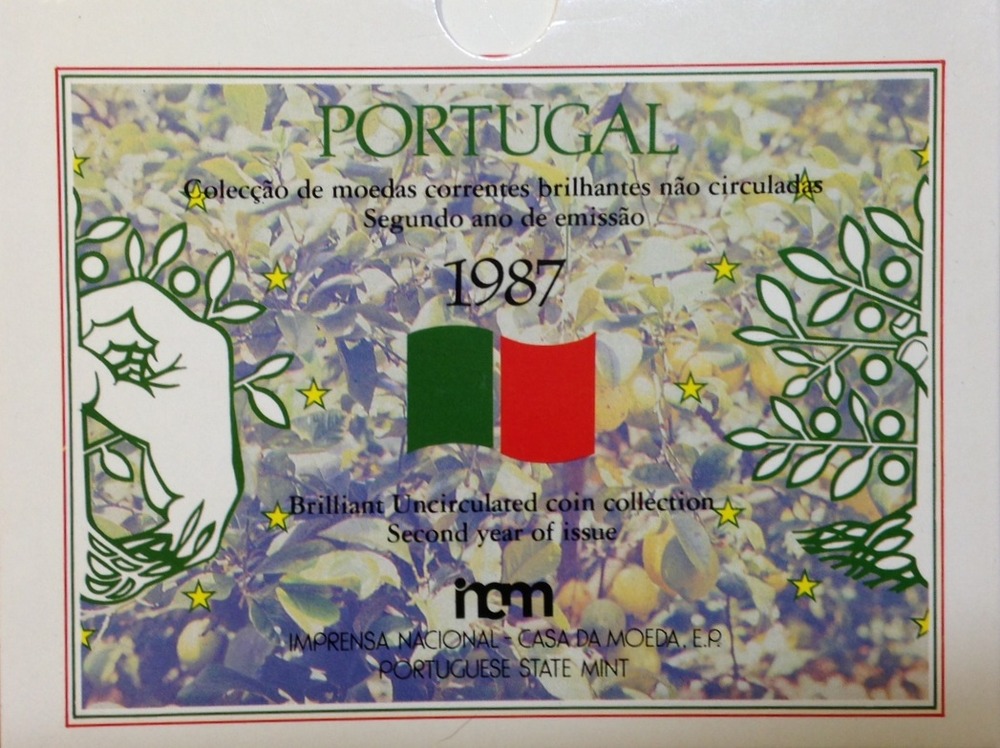 PORTUGAL
Colecção de moedas correntes brilhantes não circuladas
Segundo ano de emissão
1987
Brilliant Uncirculated coin collection
Second year of issue
incm
IMPRENSA NACIONAL - CASA DA MOEDA, E.P.
PORTUGUESE STATE MINT